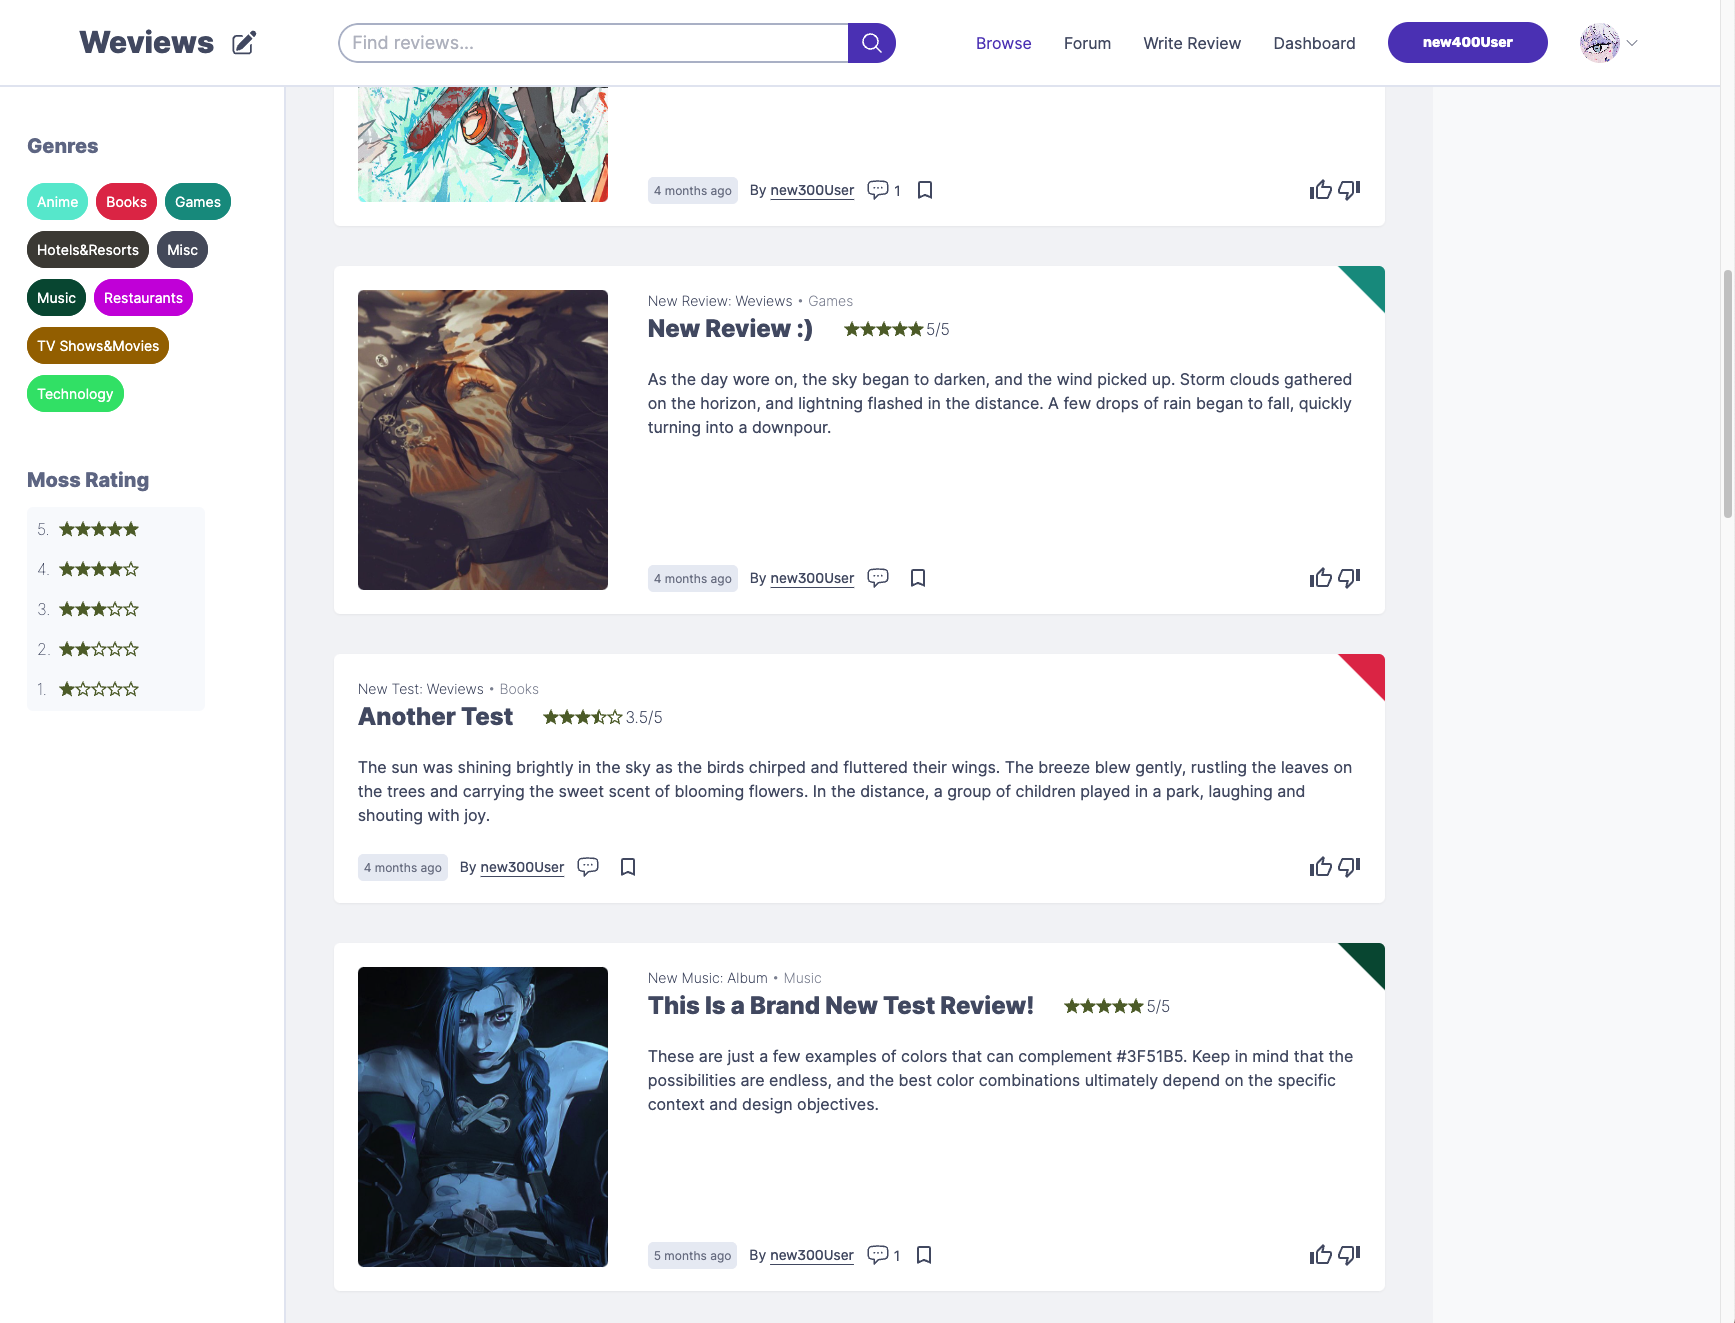 Weviews
Find reviews...
Browse
Forum
Write Review
Dashboard
new400User
Genres
Anime
Books
Games
Hotels&Resorts
Misc
Music
Restaurants
TV Shows&Movies
Technology
Moss Rating
5.
4.
3.
2.
1.
4 months ago By new300User 1
New Review: Weviews • Games
New Review :) 5/5
As the day wore on, the sky began to darken, and the wind picked up. Storm clouds gathered
on the horizon, and lightning flashed in the distance. A few drops of rain began to fall, quickly
turning into a downpour.
4 months ago By new300User
New Test: Weviews • Books
Another Test 3.5/5
The sun was shining brightly in the sky as the birds chirped and fluttered their wings. The breeze blew gently, rustling the leaves on
the trees and carrying the sweet scent of blooming flowers. In the distance, a group of children played in a park, laughing and
shouting with joy.
4 months ago By new300User
New Music: Album • Music
This Is a Brand New Test Review! 5/5
These are just a few examples of colors that can complement #3F51B5. Keep in mind that the
possibilities are endless, and the best color combinations ultimately depend on the specific
context and design objectives.
5 months ago By new300User 1